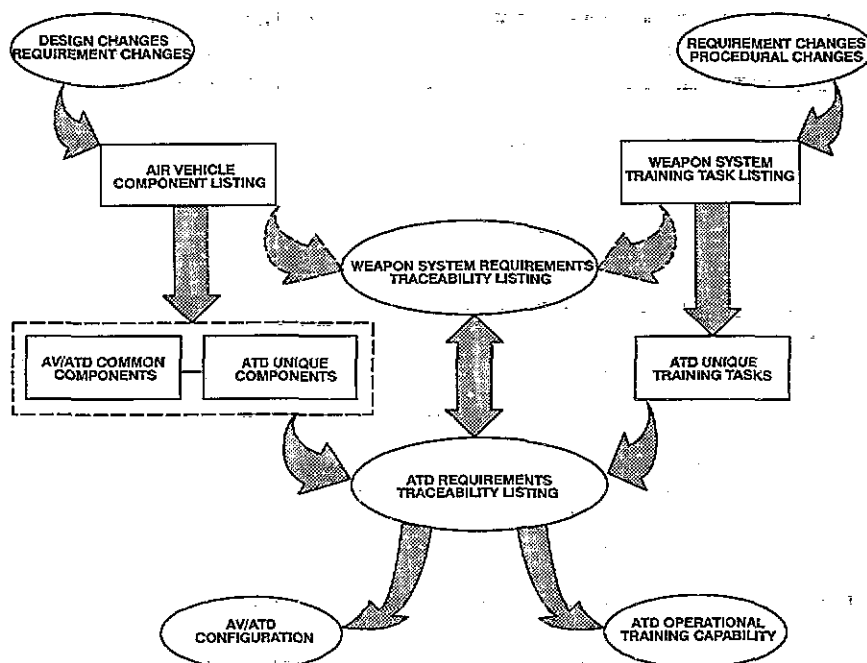 DESIGN CHANGES
REQUIREMENT CHANGES
REQUIREMENT CHANGES
PROCEDURAL CHANGES
AIR VEHICLE
COMPONENT LISTING
WEAPON SYSTEM
TRAINING TASK LISTING
WEAPON SYSTEM REQUIREMENTS
TRACEABILITY LISTING
AV/ATD COMMON
COMPONENTS
ATD UNIQUE
COMPONENTS
ATD UNIQUE
TRAINING TASKS
ATD REQUIREMENTS
TRACEABILITY LISTING
AV/ATD
CONFIGURATION
ATD OPERATIONAL
TRAINING CAPABILITY